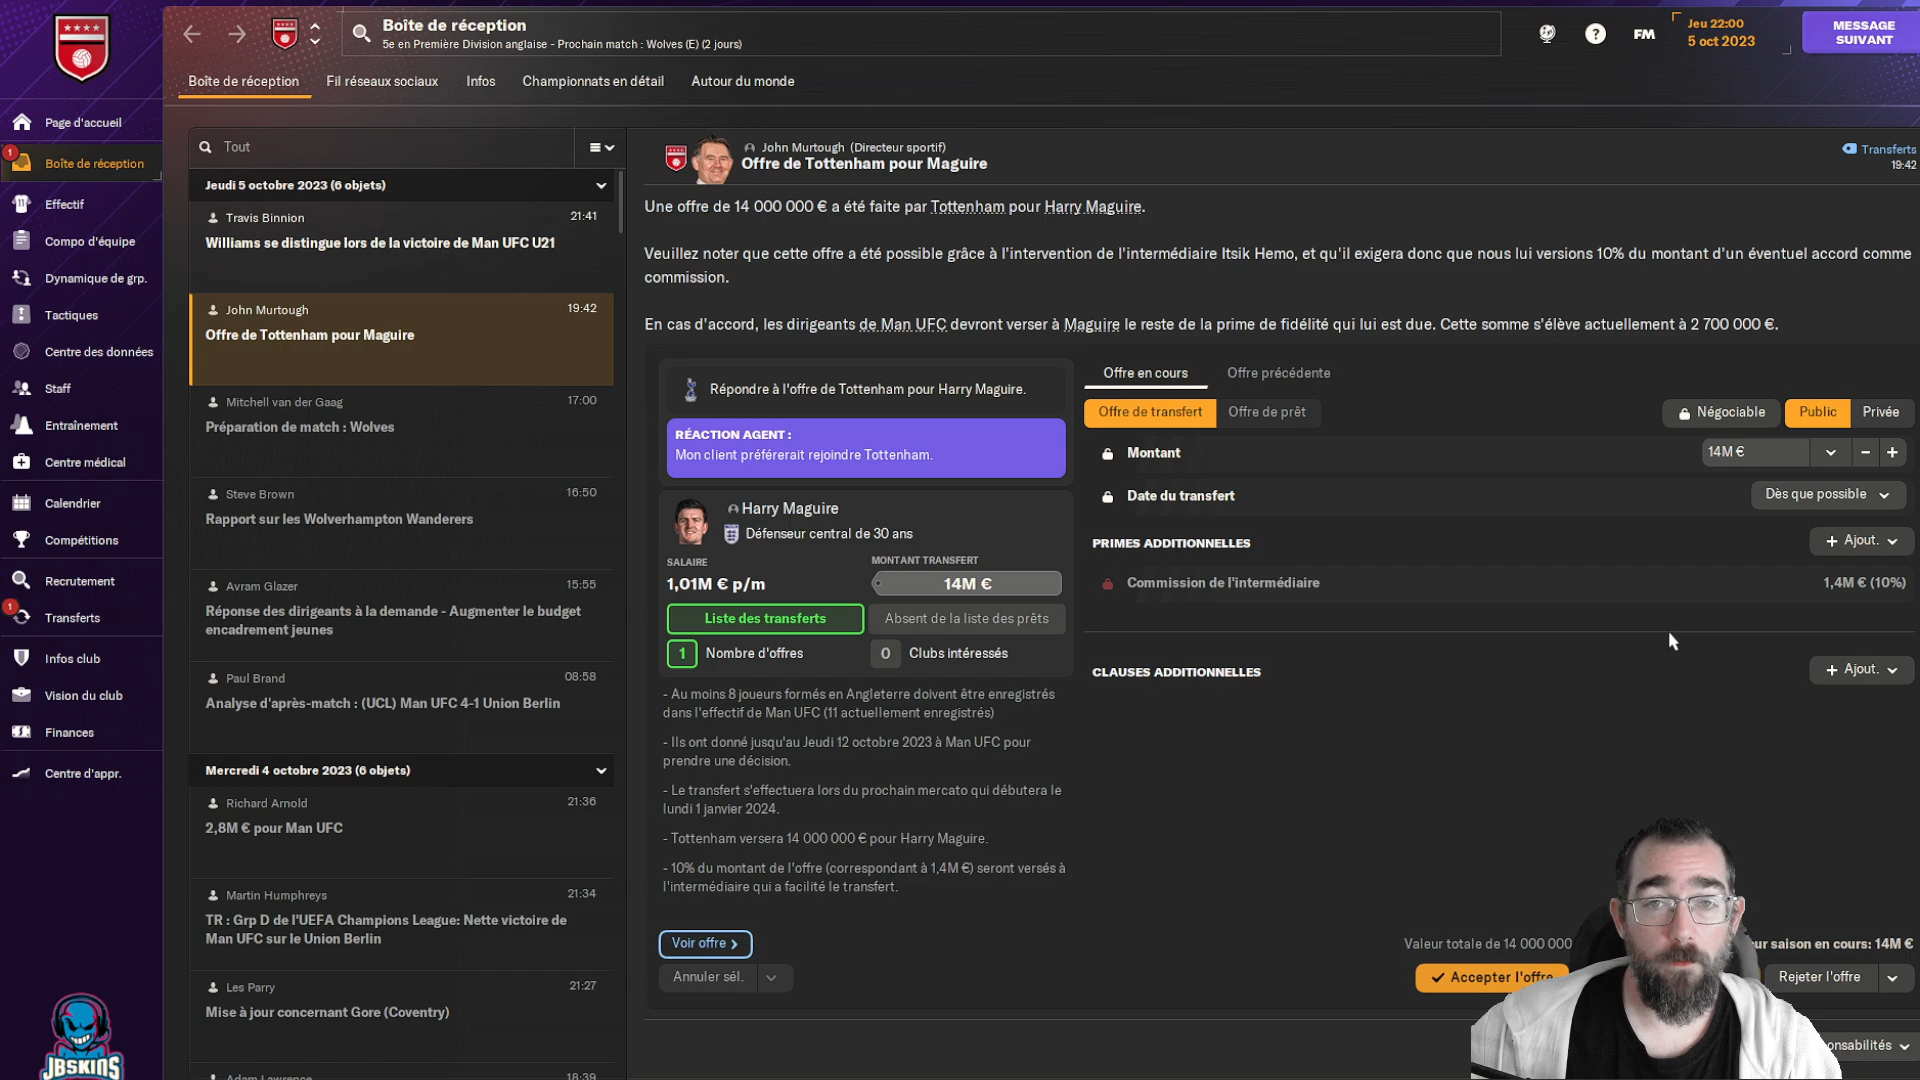 Boîte de réception
5e en Première Division anglaise - Prochain match : Wolves (E) (2 jours)
FM
Jeu 22:00
5 oct 2023
MESSAGE
SUIVANT
Boîte de réception
Fil réseaux sociaux
Infos
Championnats en détail
Autour du monde
Page d'accueil
1
Boîte de réception
Effectif
Compo d'équipe
Dynamique de grp.
Tactiques
Centre des données
Staff
Entraînement
Centre médical
Calendrier
Compétitions
Recrutement
1
Transferts
Infos club
Vision du club
Finances
Centre d'appr.
JBSKINS
Tout
Jeudi 5 octobre 2023 (6 objets)
Travis Binnion
21:41
Williams se distingue lors de la victoire de Man UFC U21
John Murtough
19:42
Offre de Tottenham pour Maguire
Mitchell van der Gaag
17:00
Préparation de match : Wolves
Steve Brown
16:50
Rapport sur les Wolverhampton Wanderers
Avram Glazer
15:55
Réponse des dirigeants à la demande - Augmenter le budget
encadrement jeunes
Paul Brand
08:58
Analyse d'après-match : (UCL) Man UFC 4-1 Union Berlin
Mercredi 4 octobre 2023 (6 objets)
Richard Arnold
21:36
2,8M € pour Man UFC
Martin Humphreys
21:34
TR : Grp D de l'UEFA Champions League: Nette victoire de
Man UFC sur le Union Berlin
Les Parry
21:27
Mise à jour concernant Gore (Coventry)
Adam Lawrence
18:39
John Murtough (Directeur sportif)
Offre de Tottenham pour Maguire
Transferts
19:42
Une offre de 14 000 000 € a été faite par Tottenham pour Harry Maguire.
Veuillez noter que cette offre a été possible grâce à l'intervention de l'intermédiaire Itsik Hemo, et qu'il exigera donc que nous lui versions 10% du montant d'un éventuel accord comme
commission.
En cas d'accord, les dirigeants de Man UFC devront verser à Maguire le reste de la prime de fidélité qui lui est due. Cette somme s'élève actuellement à 2 700 000 €.
Répondre à l'offre de Tottenham pour Harry Maguire.
RÉACTION AGENT :
Mon client préférerait rejoindre Tottenham.
Harry Maguire
Défenseur central de 30 ans
SALAIRE
MONTANT TRANSFERT
1,01M € p/m
14M €
Liste des transferts
Absent de la liste des prêts
1
Nombre d'offres
0
Clubs intéressés
- Au moins 8 joueurs formés en Angleterre doivent être enregistrés
dans l'effectif de Man UFC (11 actuellement enregistrés)
- Ils ont donné jusqu'au Jeudi 12 octobre 2023 à Man UFC pour
prendre une décision.
- Le transfert s'effectuera lors du prochain mercato qui débutera le
lundi 1 janvier 2024.
- Tottenham versera 14 000 000 € pour Harry Maguire.
- 10% du montant de l'offre (correspondant à 1,4M €) seront versés à
l'intermédiaire qui a facilité le transfert.
Voir offre
Annuler sél.
Offre en cours
Offre précédente
Offre de transfert
Offre de prêt
Négociable
Public
Privée
Montant
14M €
Date du transfert
Dès que possible
PRIMES ADDITIONNELLES
Ajout.
Commission de l'intermédiaire
1,4M € (10%)
CLAUSES ADDITIONNELLES
Ajout.
Valeur totale de 14 000 000
ur saison en cours: 14M €
Accepter l'offre
Rejeter l'offre
onsabilités